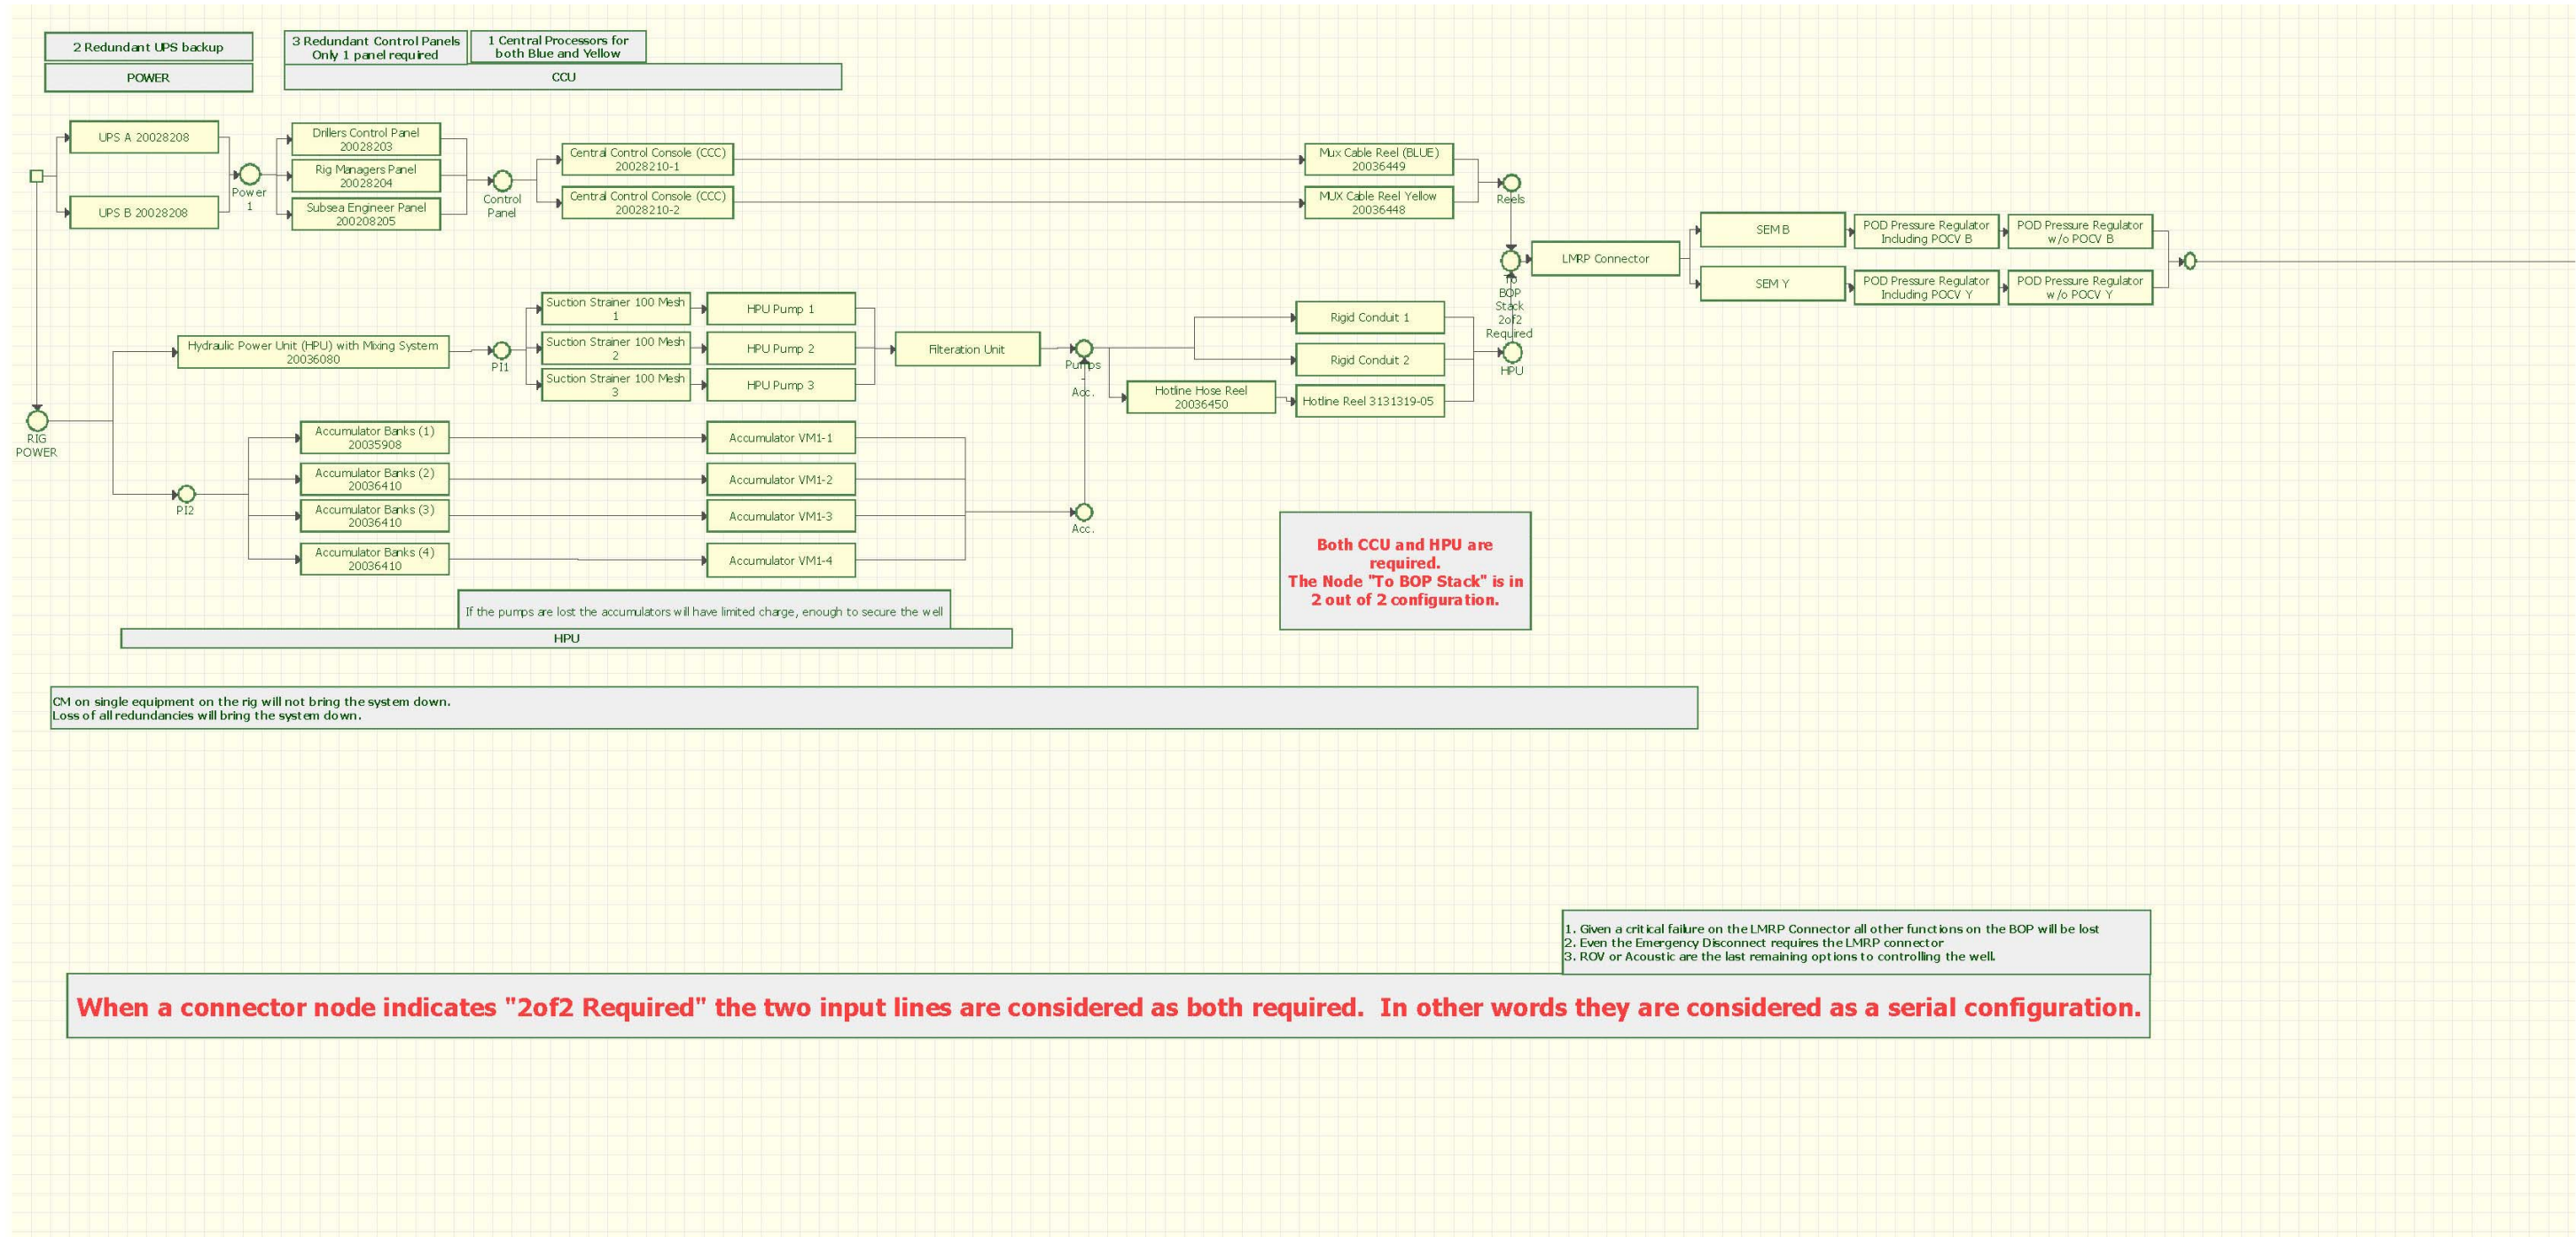 2 Redundant UPS backup
POWER
3 Redundant Control Panels
Only 1 panel required
1 Central Processors for
both Blue and Yellow
CCU
UPS A 20028208
UPS B 20028208
Power
1
Drillers Control Panel
20028203
Rig Managers Panel
20028204
Subsea Engineer Panel
200208205
Control
Panel
Central Control Console (CCC)
20028210-1
Central Control Console (CCC)
20028210-2
Mux Cable Reel (BLUE)
20036449
MUX Cable Reel Yellow
20036448
Reels
To
BOP
Stack
2of2
Required
LMRP Connector
SEM B
POD Pressure Regulator
Including POCV B
POD Pressure Regulator
w/o POCV B
SEM Y
POD Pressure Regulator
Including POCV Y
POD Pressure Regulator
w/o POCV Y
RIG
POWER
Hydraulic Power Unit (HPU) with Mixing System
20036080
PI1
Suction Strainer 100 Mesh
1
HPU Pump 1
Suction Strainer 100 Mesh
2
HPU Pump 2
Suction Strainer 100 Mesh
3
HPU Pump 3
Filteration Unit
Pumps
-
Acc.
Rigid Conduit 1
Rigid Conduit 2
Hotline Hose Reel
20036450
Hotline Reel 3131319-05
HPU
PI2
Accumulator Banks (1)
20035908
Accumulator VM1-1
Accumulator Banks (2)
20036410
Accumulator VM1-2
Accumulator Banks (3)
20036410
Accumulator VM1-3
Accumulator Banks (4)
20036410
Accumulator VM1-4
Acc.
Both CCU and HPU are
required.
The Node "To BOP Stack" is in
2 out of 2 configuration.
If the pumps are lost the accumulators will have limited charge, enough to secure the well
HPU
CM on single equipment on the rig will not bring the system down.
Loss of all redundancies will bring the system down.
1. Given a critical failure on the LMRP Connector all other functions on the BOP will be lost
2. Even the Emergency Disconnect requires the LMRP connector
3. ROV or Acoustic are the last remaining options to controlling the well.
When a connector node indicates "2of2 Required" the two input lines are considered as both required. In other words they are considered as a serial configuration.